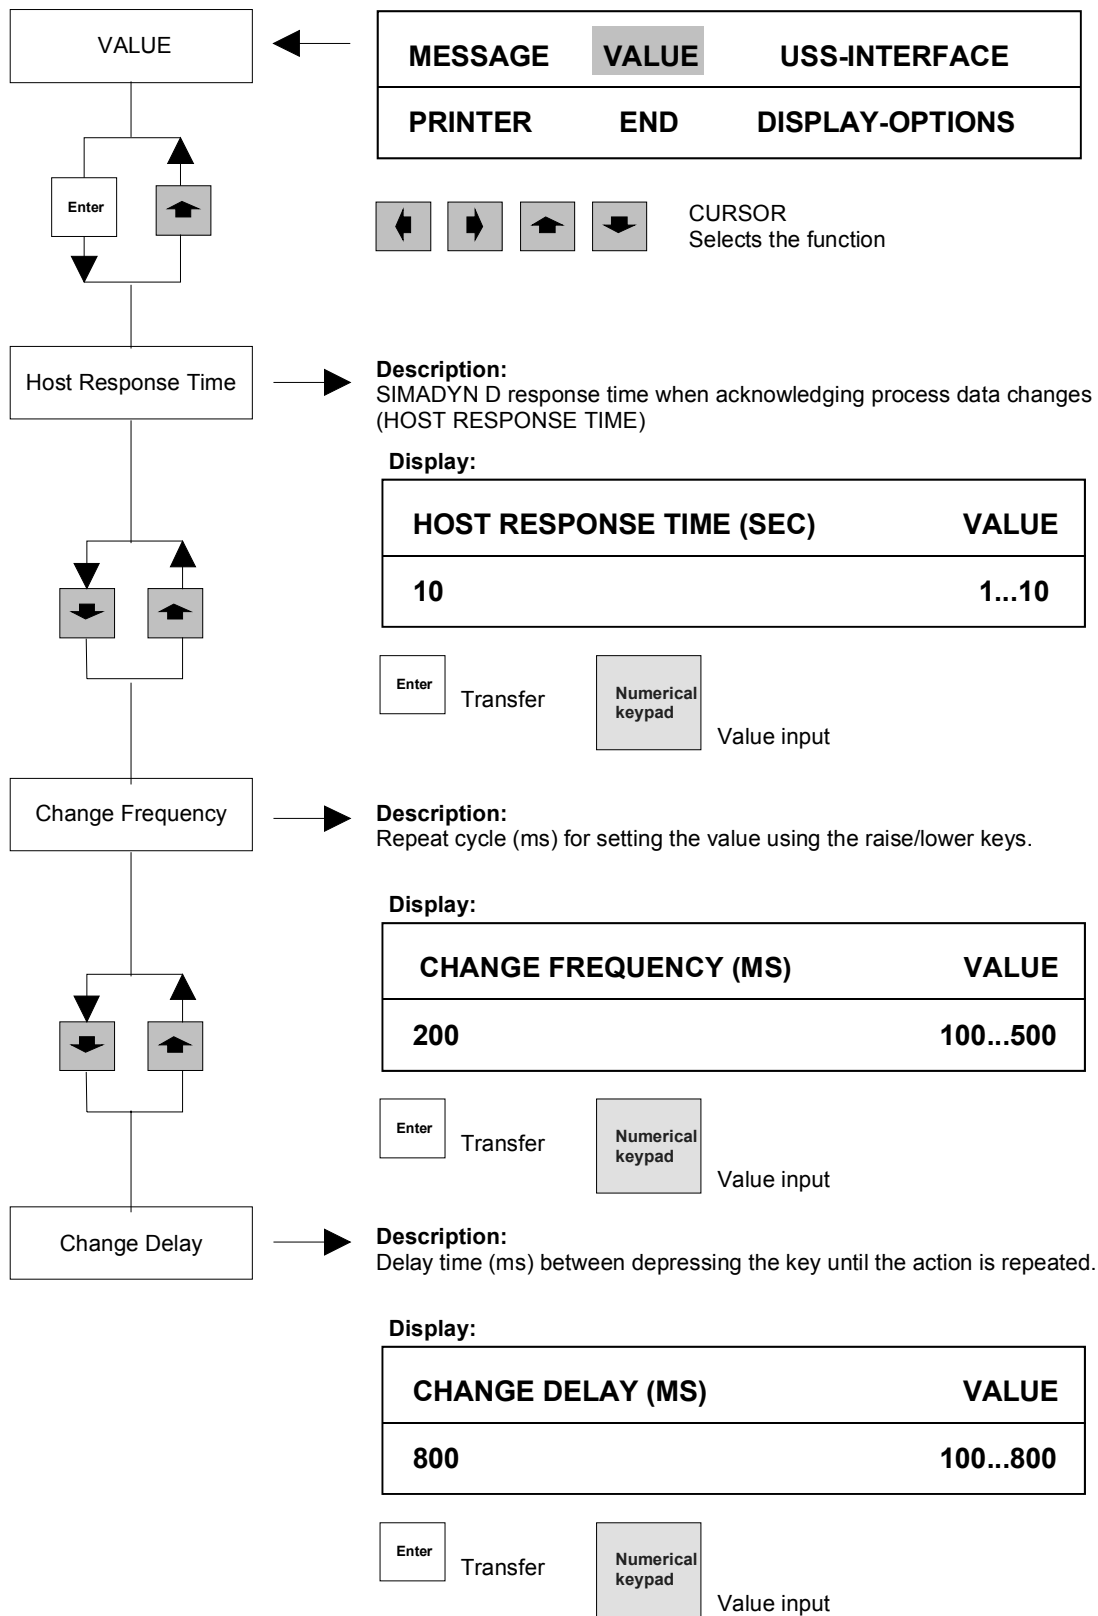 VALUE
MESSAGE VALUE USS-INTERFACE
PRINTER END DISPLAY-OPTIONS
Enter
CURSOR
Selects the function
Host Response Time
Description:
SIMADYN D response time when acknowledging process data changes
(HOST RESPONSE TIME)
Display:
HOST RESPONSE TIME (SEC) VALUE
10 1...10
Enter
Transfer
Numerical
keypad
Value input
Change Frequency
Description:
Repeat cycle (ms) for setting the value using the raise/lower keys.
Display:
CHANGE FREQUENCY (MS) VALUE
200 100...500
Enter
Transfer
Numerical
keypad
Value input
Change Delay
Description:
Delay time (ms) between depressing the key until the action is repeated.
Display:
CHANGE DELAY (MS) VALUE
800 100...800
Enter
Transfer
Numerical
keypad
Value input